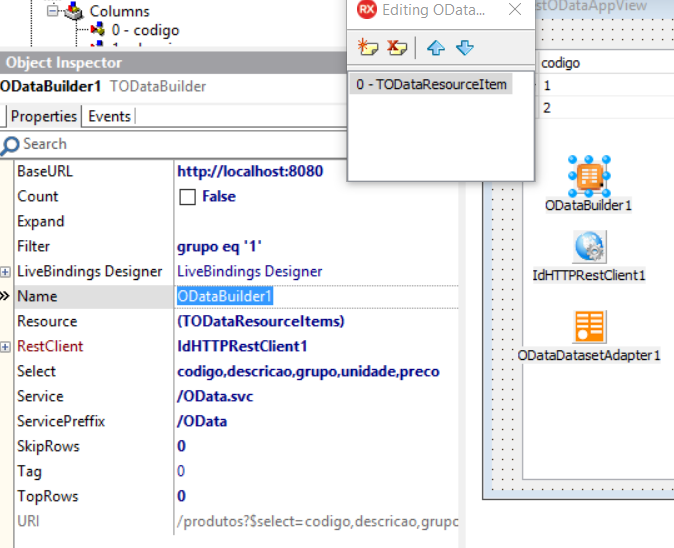 Columns
0 - codigo
Object Inspector
ODataBuilder1 TODataBuilder
Properties Events
Search
BaseURL http://localhost:8080
Count False
Expand
Filter grupo eq '1'
LiveBindings Designer LiveBindings Designer
Name ODataBuilder1
Resource (TODataResourceItems)
RestClient IdHTTPRestClient1
Select codigo,descricao,grupo,unidade,preco
Service /OData.svc
ServicePreffix /OData
SkipRows 0
Tag 0
TopRows 0
URI /produtos?$select=codigo,descricao,grupo
RX Editing OData...
0 - TODataResourceItem
stODataAppView
codigo
1
2
ODataBuilder1
IdHTTPRestClient1
ODataDatasetAdapter1